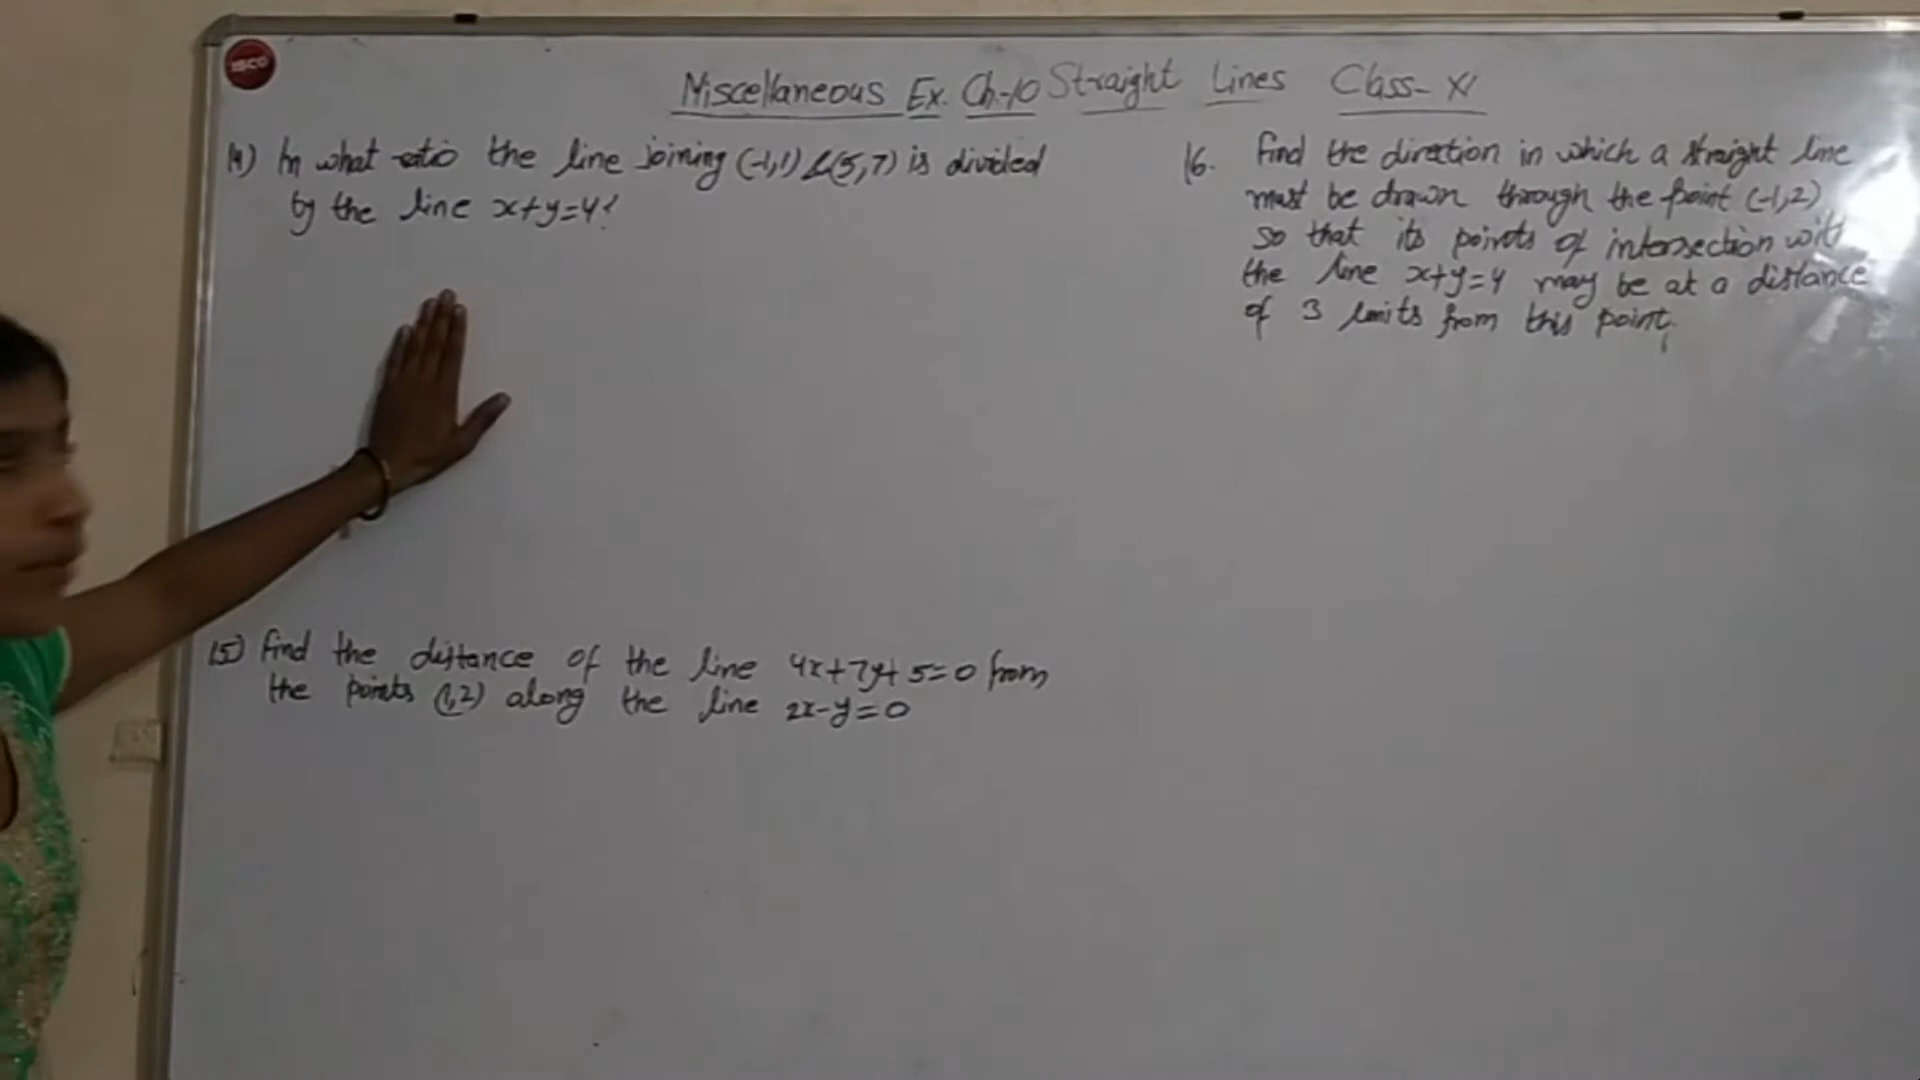 ISCO
Miscellaneous Ex. Ch-10 Straight Lines Class-XI
14) In what ratio the line joining (-1,1) & (5,7) is divided
by the line x+y=4?
15) Find the distance of the line 4x+7y+5=0 from
the points (1,2) along the line 2x-y=0
16. Find the direction in which a straight line
must be drawn through the point (-1,2)
so that its points of intersection with
the line x+y=4 may be at a distance
of 3 units from this point.